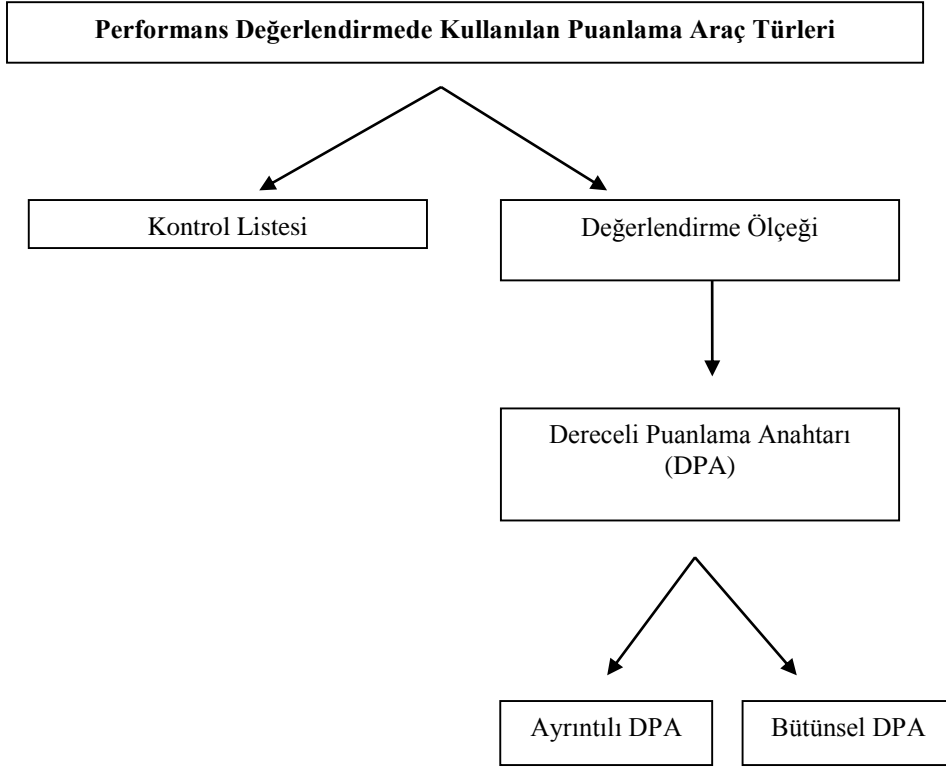 Performans Değerlendirmede Kullanılan Puanlama Araç Türleri
Kontrol Listesi
Değerlendirme Ölçeği
Dereceli Puanlama Anahtarı
(DPA)
Ayrıntılı DPA
Bütünsel DPA